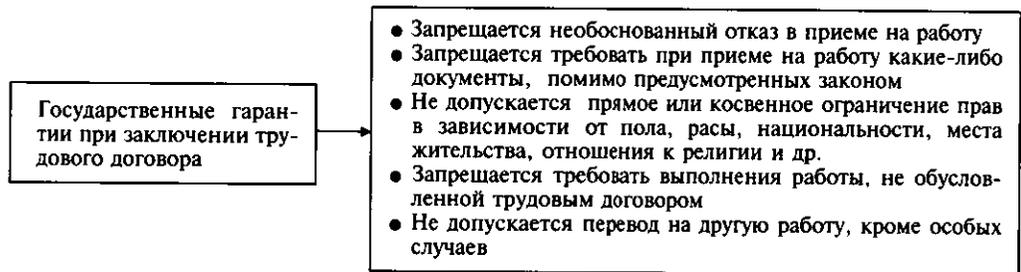 Государственные гаран-
тии при заключении тру-
дового договора
● Запрещается необоснованный отказ в приеме на работу
● Запрещается требовать при приеме на работу какие-либо
документы, помимо предусмотренных законом
● Не допускается прямое или косвенное ограничение прав
в зависимости от пола, расы, национальности, места
жительства, отношения к религии и др.
● Запрещается требовать выполнения работы, не обуслов-
ленной трудовым договором
● Не допускается перевод на другую работу, кроме особых
случаев